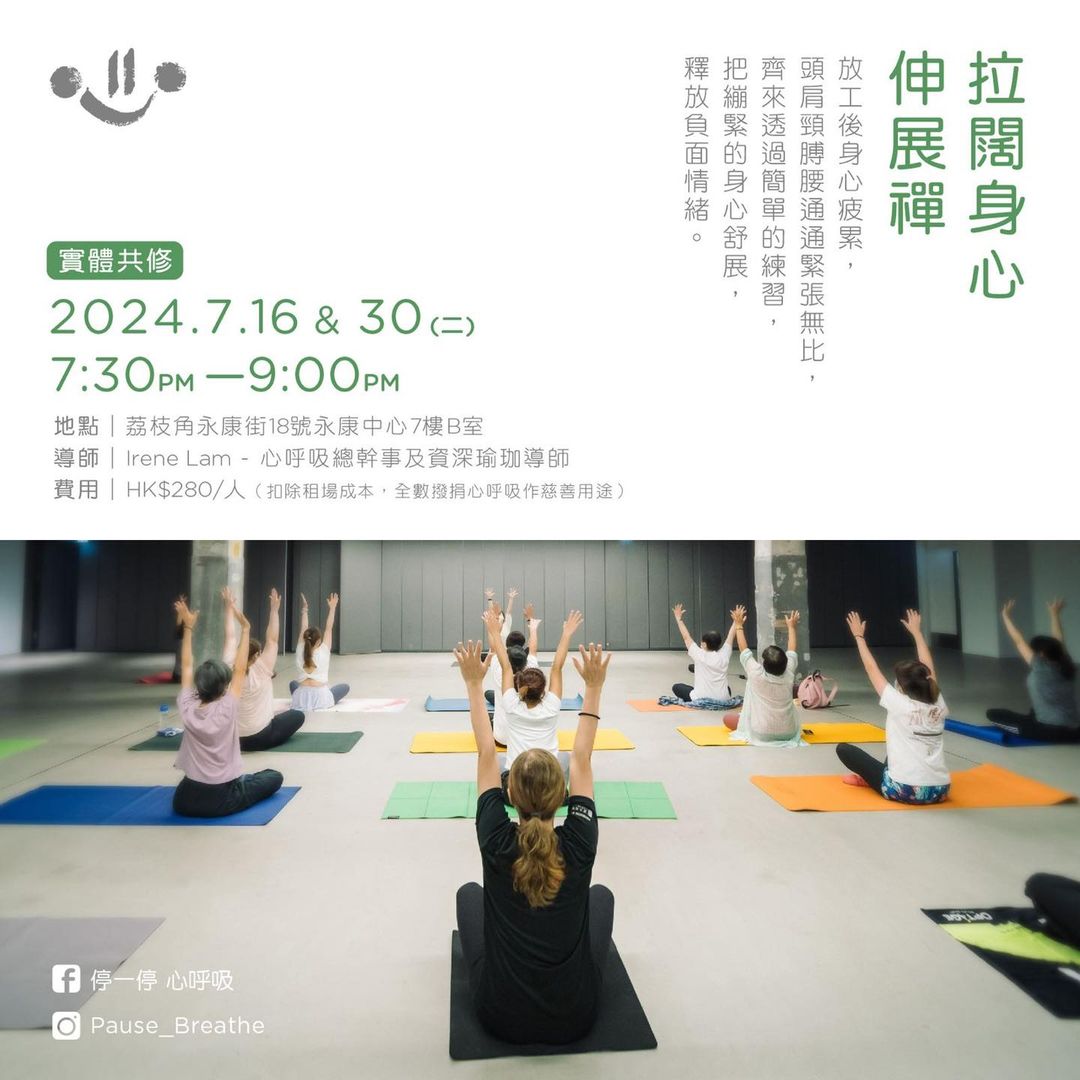 拉闊身心
伸展禪
放工後身心疲累，
頭肩頸膊腰通通緊張無比，
齊來透過簡單的練習，
把繃緊的身心舒展，
釋放負面情緒。
實體共修
2024.7.16 & 30(二)
7:30PM—9:00PM
地點｜荔枝角永康街18號永康中心7樓B室
導師｜Irene Lam - 心呼吸總幹事及資深瑜珈導師
費用｜HK$280/人（扣除租場成本，全數撥捐心呼吸作慈善用途）
停一停 心呼吸
Pause_Breathe